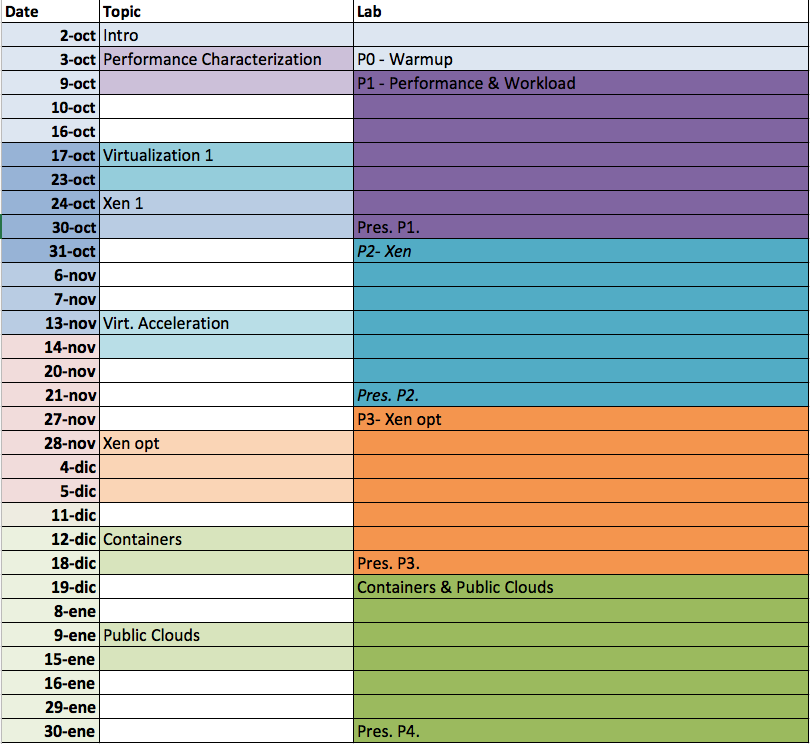 Date Topic Lab
2-oct Intro
3-oct Performance Characterization P0 - Warmup
9-oct P1 - Performance & Workload
10-oct
16-oct
17-oct Virtualization 1
23-oct
24-oct Xen 1
30-oct Pres. P1.
31-oct P2- Xen
6-nov
7-nov
13-nov Virt. Acceleration
14-nov
20-nov
21-nov Pres. P2.
27-nov P3- Xen opt
28-nov Xen opt
4-dic
5-dic
11-dic
12-dic Containers
18-dic Pres. P3.
19-dic Containers & Public Clouds
8-ene
9-ene Public Clouds
15-ene
16-ene
29-ene
30-ene Pres. P4.